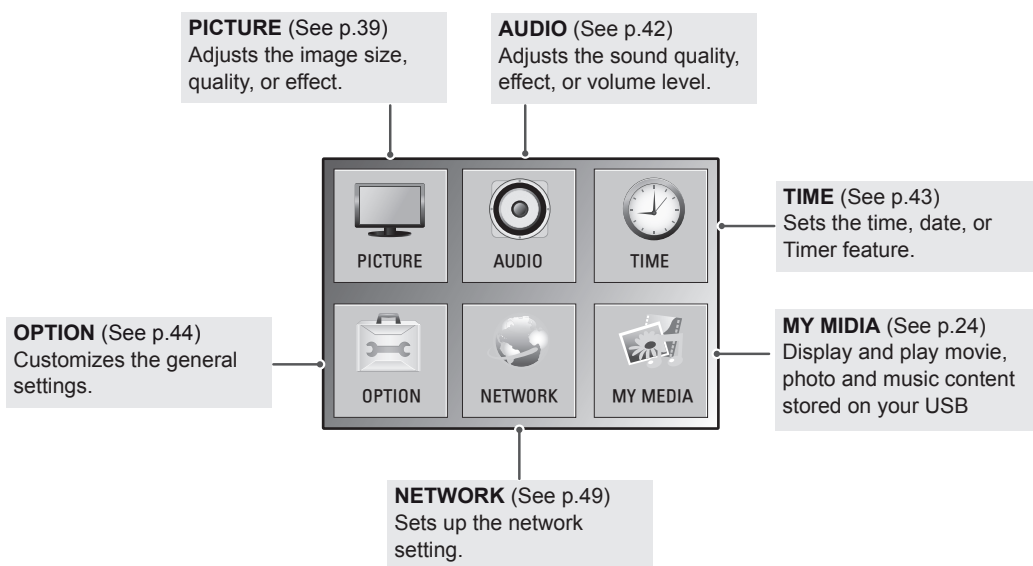 PICTURE (See p.39)
Adjusts the image size,
quality, or effect.
AUDIO (See p.42)
Adjusts the sound quality,
effect, or volume level.
PICTURE
AUDIO
TIME
TIME (See p.43)
Sets the time, date, or
Timer feature.
OPTION (See p.44)
Customizes the general
settings.
OPTION
NETWORK
MY MEDIA
MY MIDIA (See p.24)
Display and play movie,
photo and music content
stored on your USB
NETWORK (See p.49)
Sets up the network
setting.